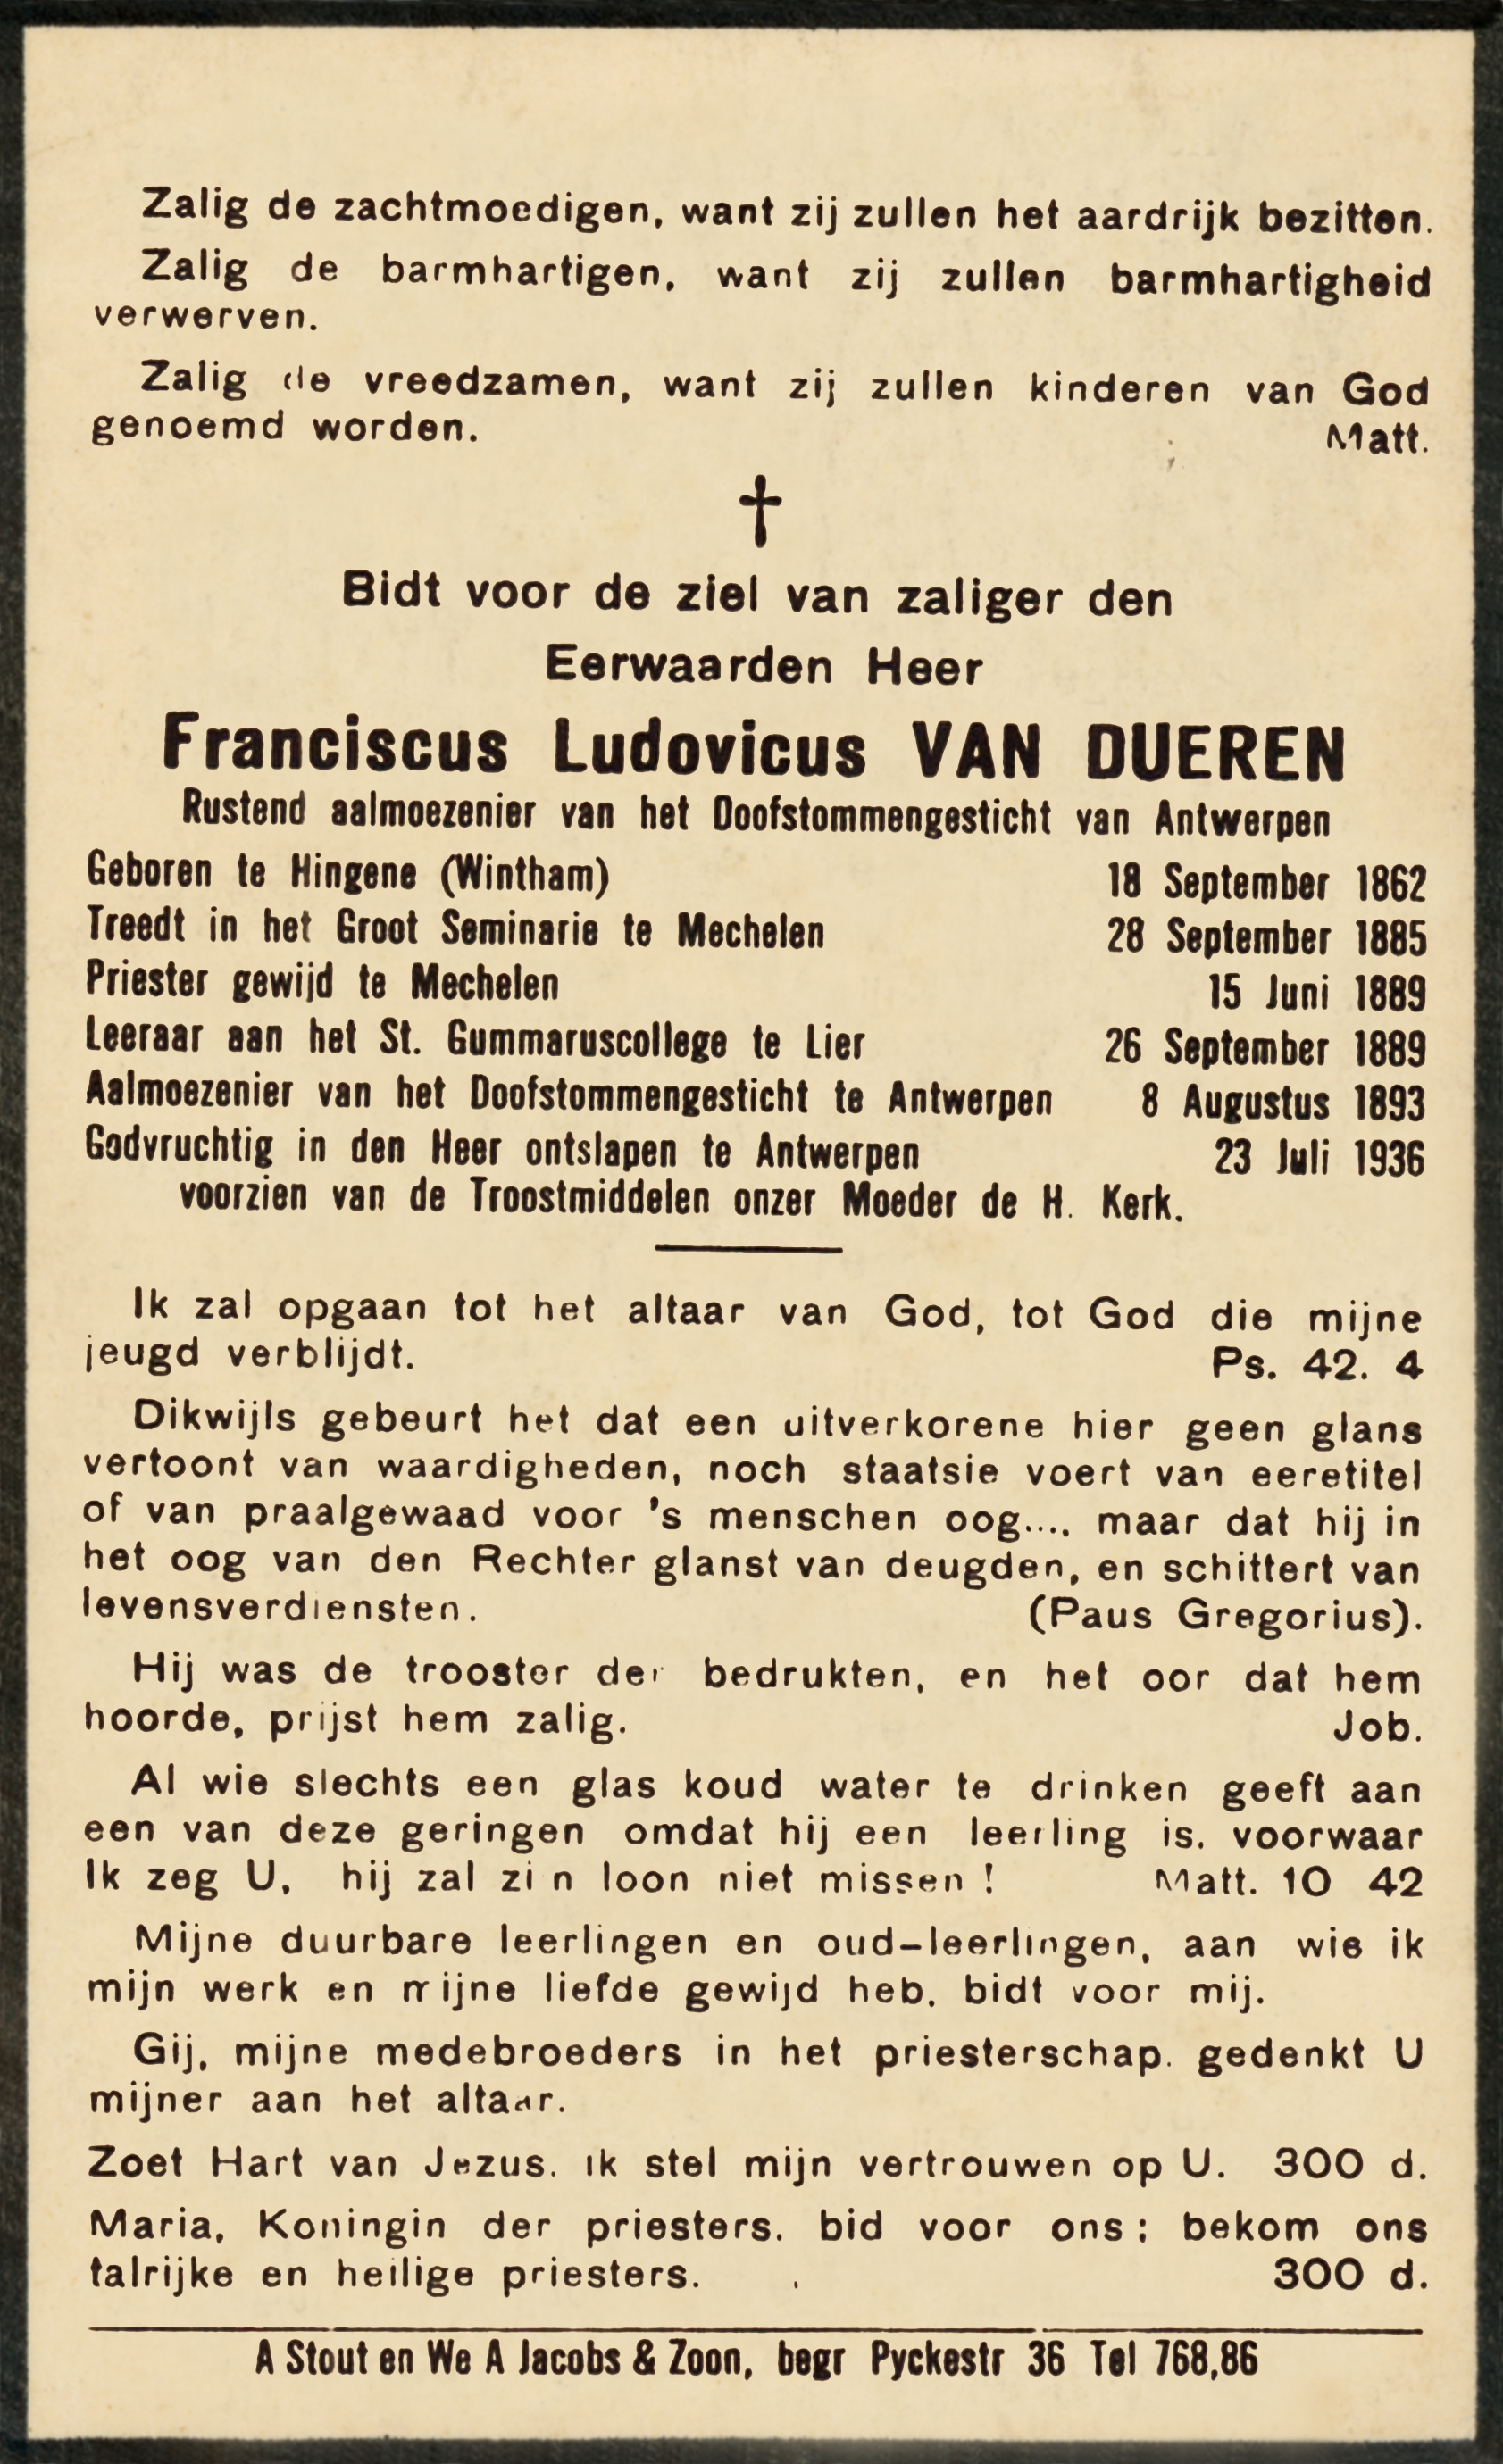 Zalig de zachtmoedigen, want zij zullen het aardrijk bezitten.
Zalig de barmhartigen, want zij zullen barmhartigheid
verwerven.
Zalig de vreedzamen, want zij zullen kinderen van God
genoemd worden. Matt.
Bidt voor de ziel van zaliger den
Eerwaarden Heer
Franciscus Ludovicus VAN DUEREN
Rustend aalmoezenier van het Doofstommengesticht van Antwerpen
Geboren te Hingene (Wintham) 18 September 1862
Treedt in het Groot Seminarie te Mechelen 28 September 1885
Priester gewijd te Mechelen 15 Juni 1889
Leeraar aan het St. Gummaruscollege te Lier 26 September 1889
Aalmoezenier van het Doofstommengesticht te Antwerpen 8 Augustus 1893
Godvruchtig in den Heer ontslapen te Antwerpen 23 Juli 1936
voorzien van de Troostmiddelen onzer Moeder de H. Kerk.
Ik zal opgaan tot het altaar van God, tot God die mijne
jeugd verblijdt. Ps. 42. 4
Dikwijls gebeurt het dat een uitverkorene hier geen glans
vertoont van waardigheden, noch staatsie voert van eeretitel
of van praalgewaad voor 's menschen oog.... maar dat hij in
het oog van den Rechter glanst van deugden, en schittert van
levensverdiensten. (Paus Gregorius).
Hij was de trooster der bedrukten, en het oor dat hem
hoorde, prijst hem zalig. Job.
Al wie slechts een glas koud water te drinken geeft aan
een van deze geringen omdat hij een leerling is. voorwaar
Ik zeg U, hij zal zi n loon niet missen ! Matt. 10 42
Mijne duurbare leerlingen en oud-leerlingen, aan wie ik
mijn werk en mijne liefde gewijd heb. bidt voor mij.
Gij, mijne medebroeders in het priesterschap. gedenkt U
mijner aan het altaar.
Zoet Hart van Jezus. ik stel mijn vertrouwen op U. 300 d.
Maria, Koningin der priesters. bid voor ons; bekom ons
talrijke en heilige priesters. 300 d.
A Stout en We A Jacobs & Zoon, begr Pyckestr 36 Tel 768,86